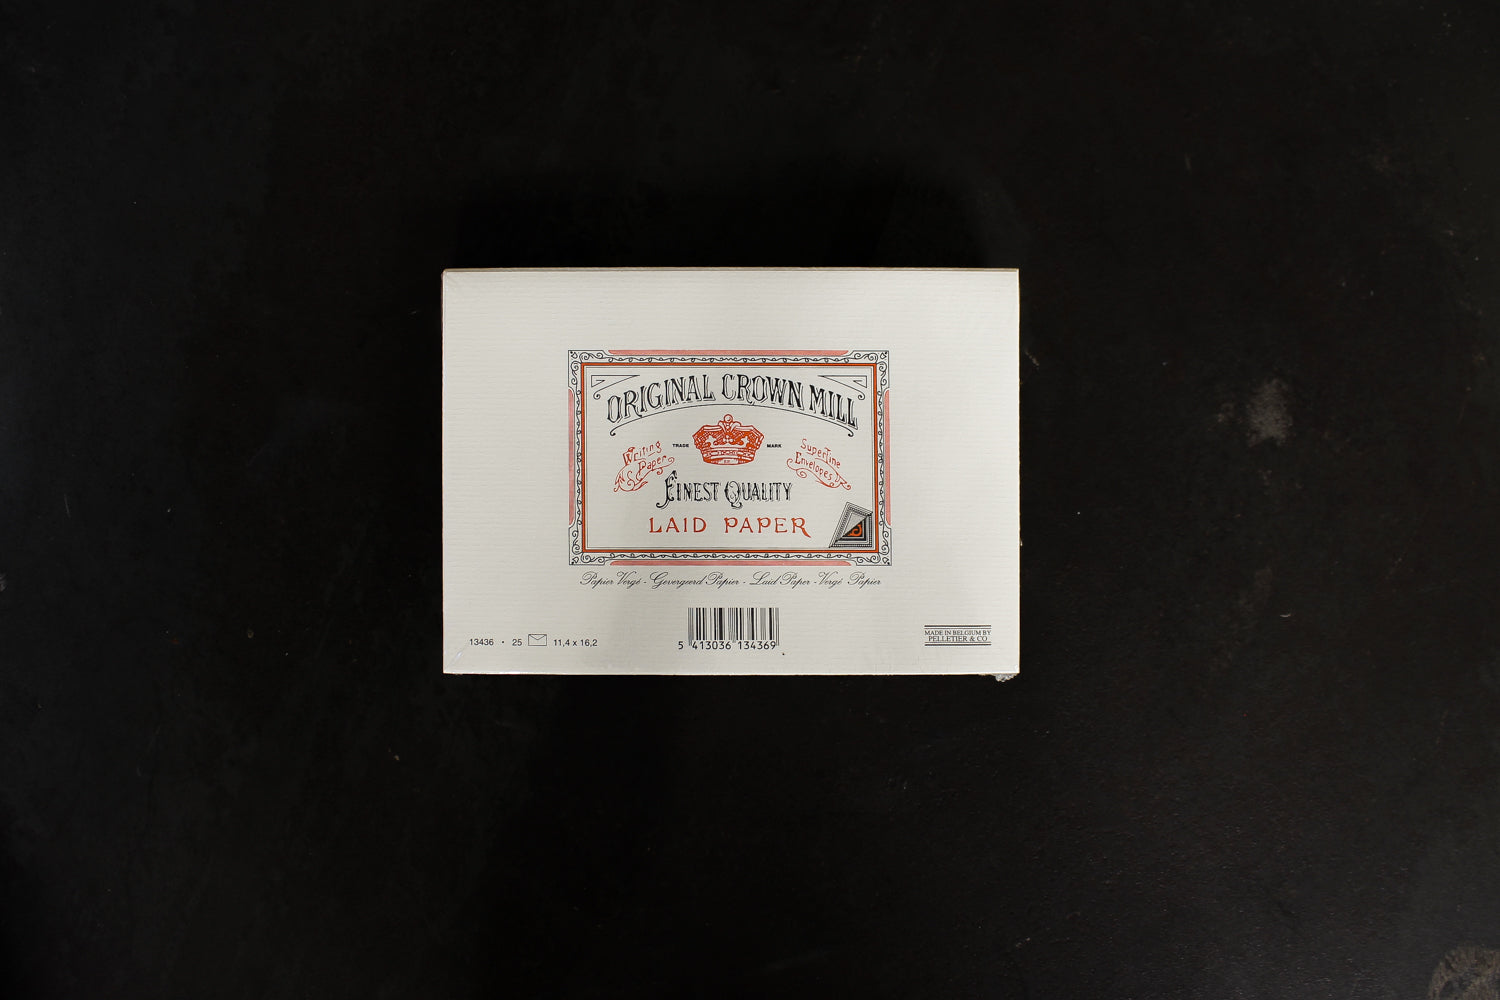 ORIGINAL CROWN MILL
TRADE MARK
Writing Paper
Superfine Envelopes
FINEST QUALITY
LAID PAPER
Papier Vergé - Gevergeerd Papier - Laid Paper - Vergé Papier
13436 • 25 11,4 x 16,2
5 413036 134369
MADE IN BELGIUM BY
PELLETIER & CO